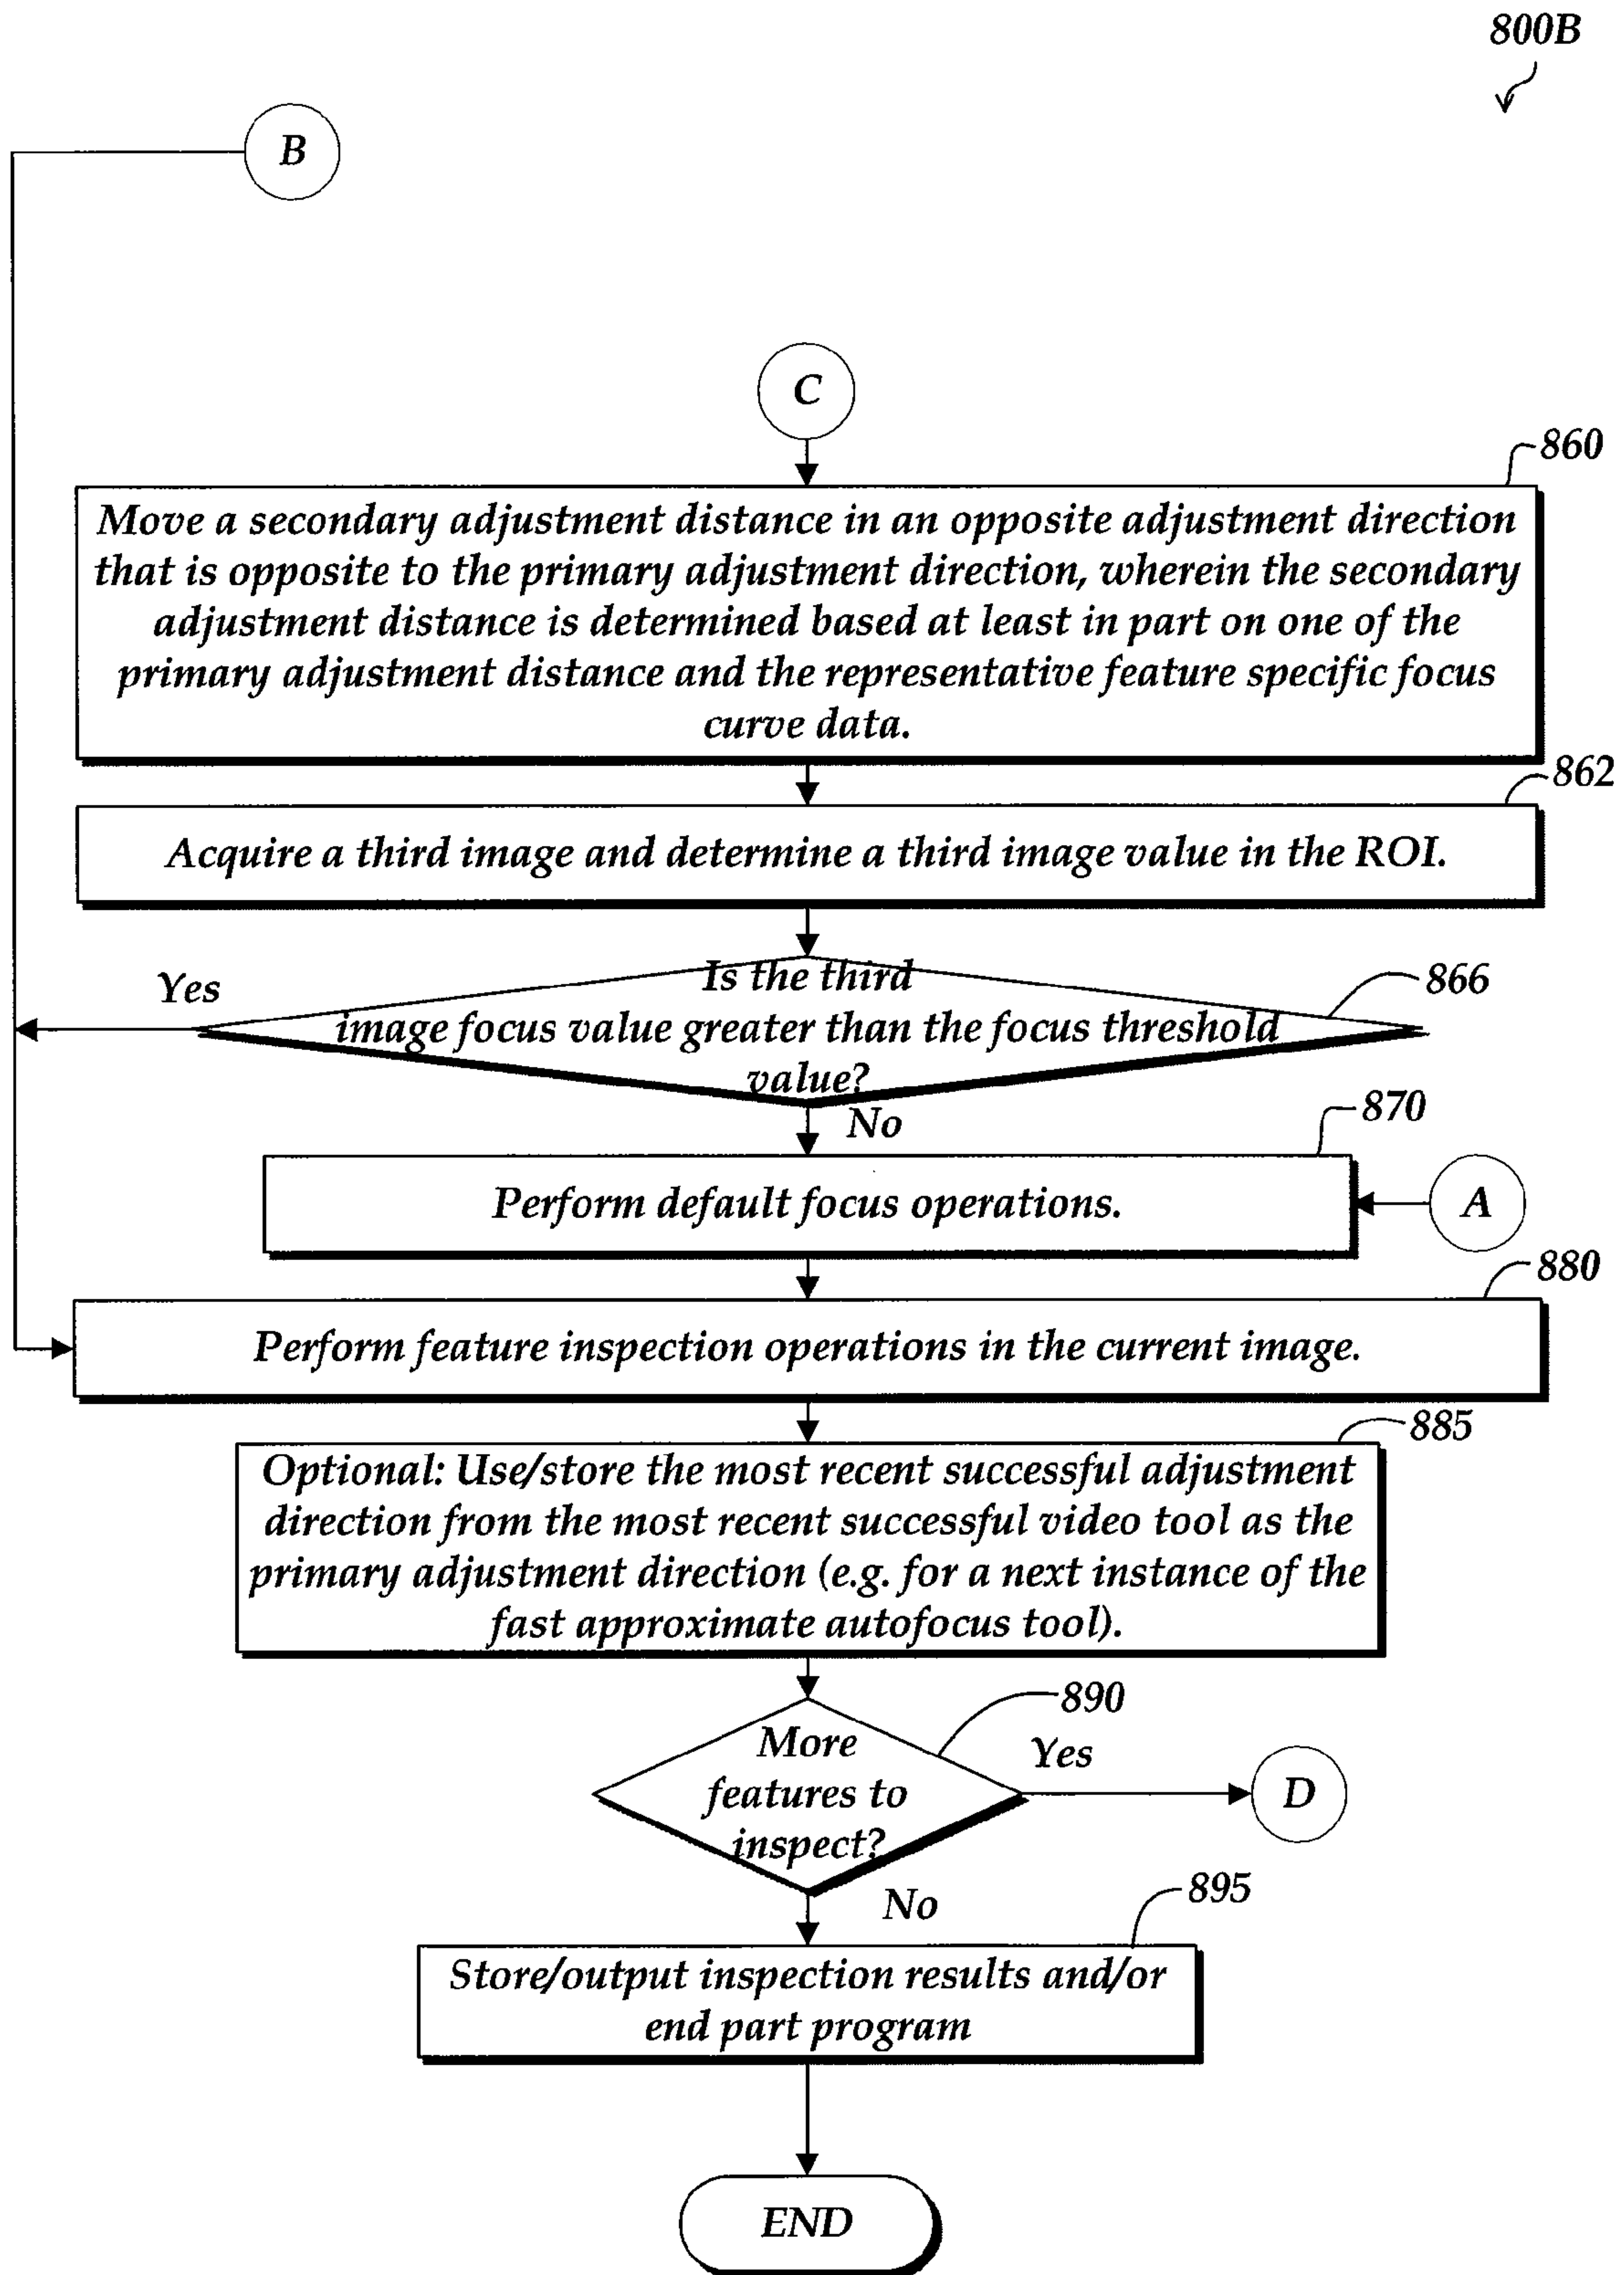 800B
B
C
860
Move a secondary adjustment distance in an opposite adjustment direction
that is opposite to the primary adjustment direction, wherein the secondary
adjustment distance is determined based at least in part on one of the
primary adjustment distance and the representative feature specific focus
curve data.
862
Acquire a third image and determine a third image value in the ROI.
Yes
Is the third
866
image focus value greater than the focus threshold
value?
No
870
Perform default focus operations.
A
880
Perform feature inspection operations in the current image.
885
Optional: Use/store the most recent successful adjustment
direction from the most recent successful video tool as the
primary adjustment direction (e.g. for a next instance of the
fast approximate autofocus tool).
890
More
features to
inspect?
Yes
D
No
895
Store/output inspection results and/or
end part program
END